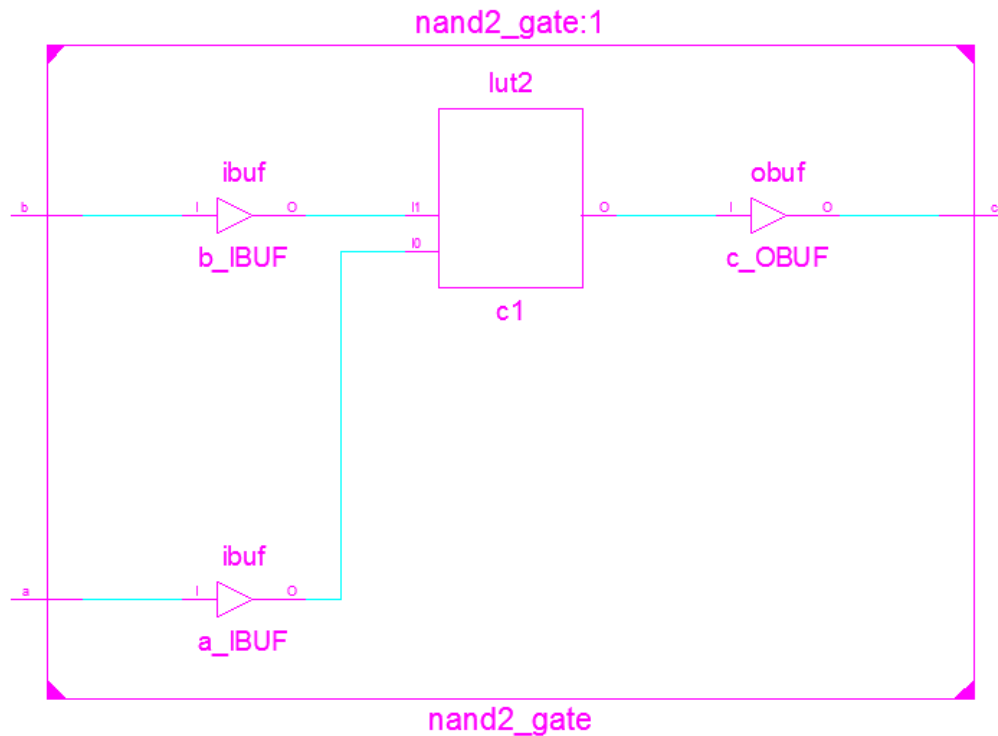 nand2_gate:1
lut2
ibuf
obuf
b
I
O
I1
O
I
O
c
I0
b_IBUF
c_OBUF
c1
ibuf
a
I
O
a_IBUF
nand2_gate